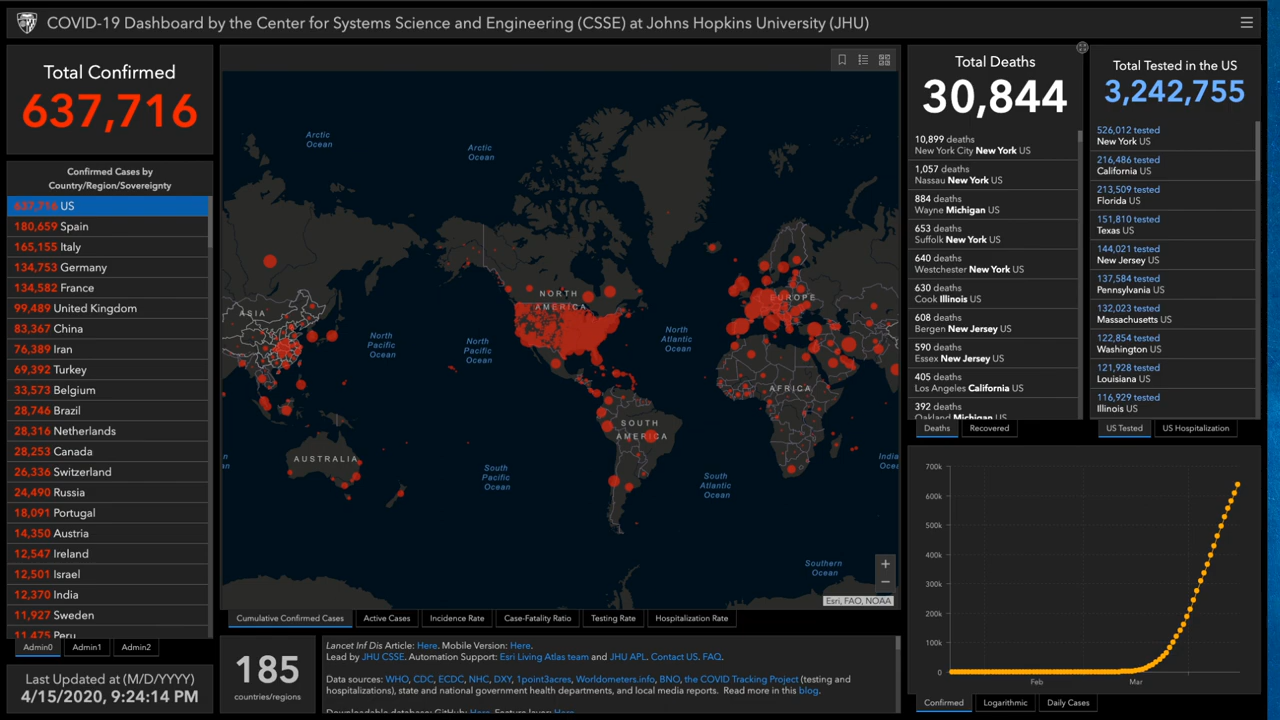 COVID-19 Dashboard by the Center for Systems Science and Engineering (CSSE) at Johns Hopkins University (JHU)
Total Confirmed
637,716
Confirmed Cases by
Country/Region/Sovereignty
637,716 US
180,659 Spain
165,155 Italy
134,753 Germany
134,582 France
99,489 United Kingdom
83,367 China
76,389 Iran
69,392 Turkey
33,573 Belgium
28,746 Brazil
28,316 Netherlands
28,253 Canada
26,336 Switzerland
24,490 Russia
18,091 Portugal
14,350 Austria
12,547 Ireland
12,501 Israel
12,370 India
11,927 Sweden
11,475 Peru
Admin0
Admin1
Admin2
Last Updated at (M/D/YYYY)
4/15/2020, 9:24:14 PM
Arctic
Ocean
Arctic
Ocean
NORTH
AMERICA
EUROPE
ASIA
North
Pacific
Ocean
North
Pacific
Ocean
North
Atlantic
Ocean
AFRICA
SOUTH
AMERICA
AUSTRALIA
South
Pacific
Ocean
South
Atlantic
Ocean
India
Ocea
Southern
Ocean
Esri, FAO, NOAA
Cumulative Confirmed Cases
Active Cases
Incidence Rate
Case-Fatality Ratio
Testing Rate
Hospitalization Rate
185
countries/regions
Lancet Inf Dis Article: Here. Mobile Version: Here.
Lead by JHU CSSE. Automation Support: Esri Living Atlas team and JHU APL. Contact US. FAQ.
Data sources: WHO, CDC, ECDC, NHC, DXY, 1point3acres, Worldometers.info, BNO, the COVID Tracking Project (testing and
hospitalizations), state and national government health departments, and local media reports. Read more in this blog.
Downloadable database: GitHub: Here. Feature layer: Here.
Total Deaths
30,844
10,899 deaths
New York City New York US
1,057 deaths
Nassau New York US
884 deaths
Wayne Michigan US
653 deaths
Suffolk New York US
640 deaths
Westchester New York US
630 deaths
Cook Illinois US
608 deaths
Bergen New Jersey US
590 deaths
Essex New Jersey US
405 deaths
Los Angeles California US
392 deaths
Oakland Michigan US
Deaths
Recovered
Total Tested in the US
3,242,755
526,012 tested
New York US
216,486 tested
California US
213,509 tested
Florida US
151,810 tested
Texas US
144,021 tested
New Jersey US
137,584 tested
Pennsylvania US
132,023 tested
Massachusetts US
122,854 tested
Washington US
121,928 tested
Louisiana US
116,929 tested
Illinois US
US Tested
US Hospitalization
700k
600k
500k
400k
300k
200k
100k
0
Feb
Mar
Confirmed
Logarithmic
Daily Cases